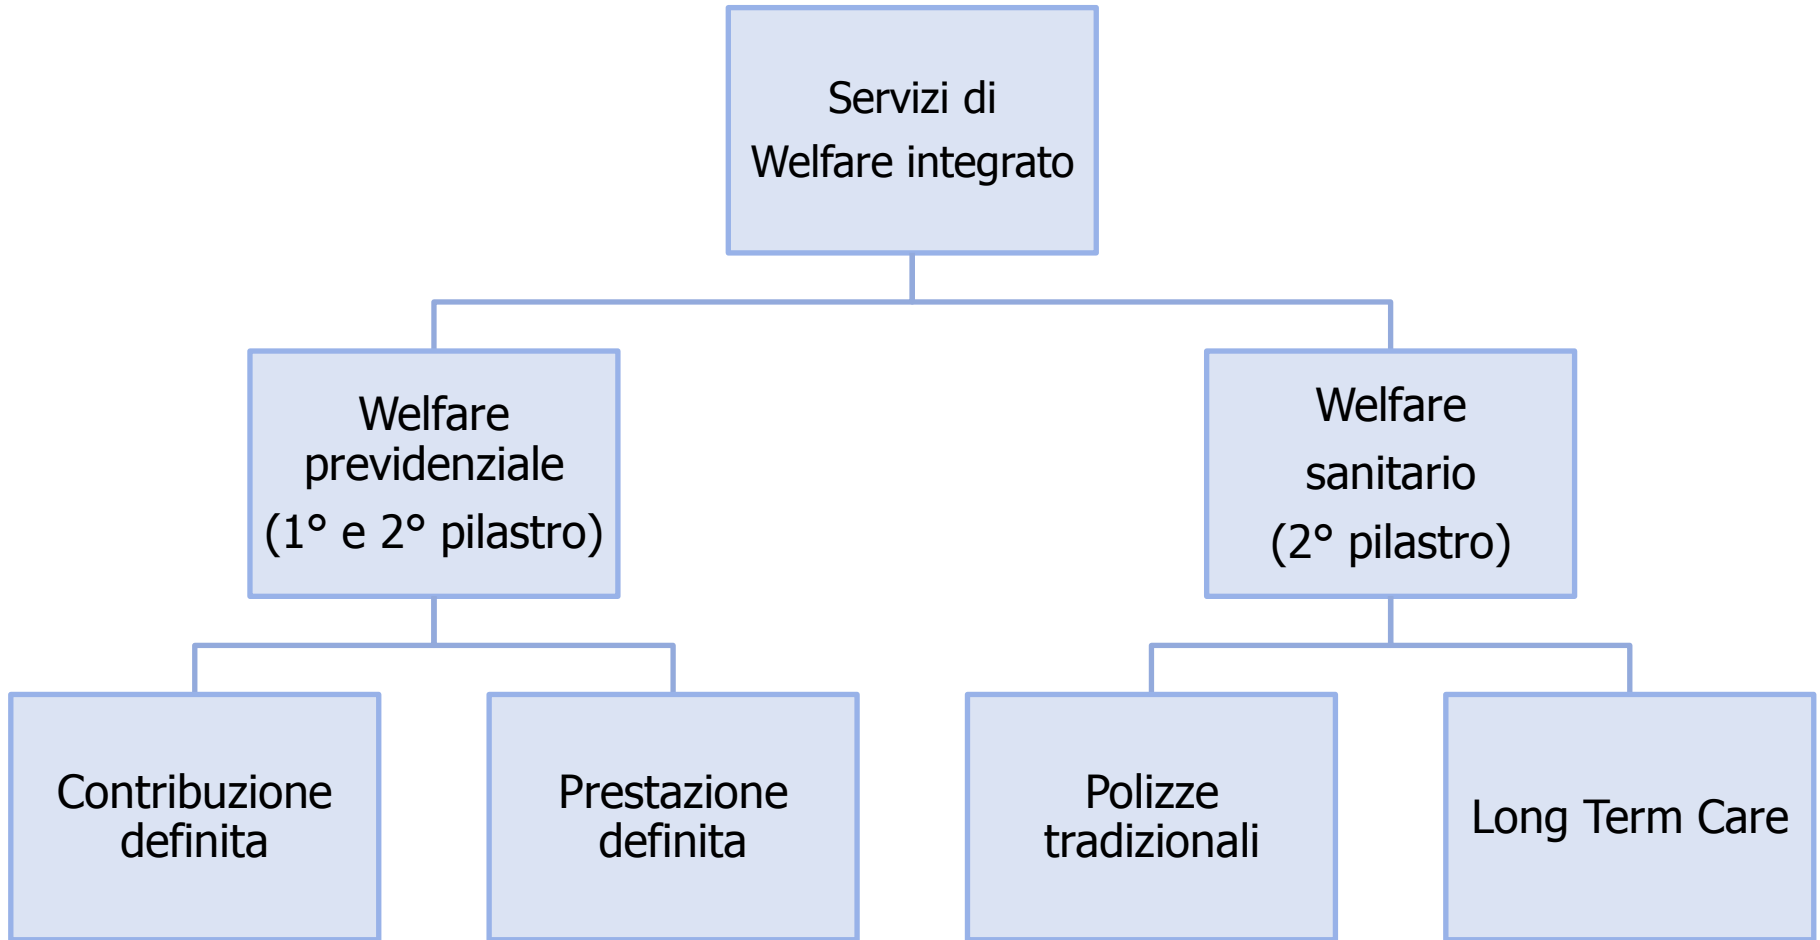 Servizi di
Welfare integrato
Welfare
previdenziale
(1° e 2° pilastro)
Welfare
sanitario
(2° pilastro)
Contribuzione
definita
Prestazione
definita
Polizze
tradizionali
Long Term Care